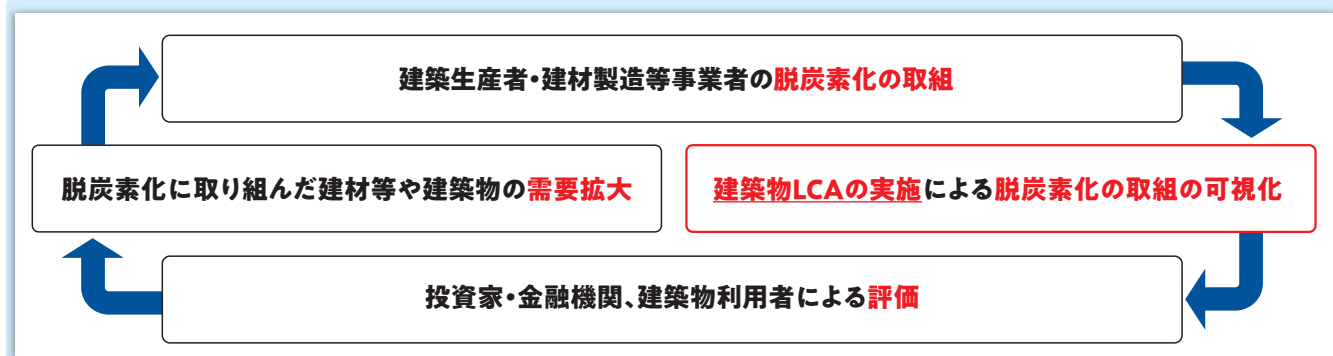 建築生産者・建材製造等事業者の脱炭素化の取組
脱炭素化に取り組んだ建材等や建築物の需要拡大
建築物LCAの実施による脱炭素化の取組の可視化
投資家・金融機関、建築物利用者による評価